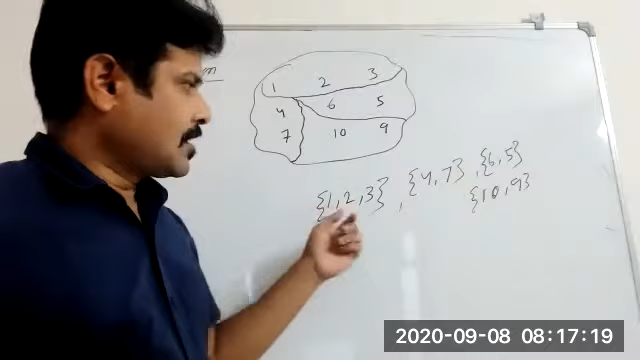 m
1 2 3
4 6 5
7 10 9
{1,2,3}, {4,7}, {6,5}
{10,9}
2020-09-08 08:17:19